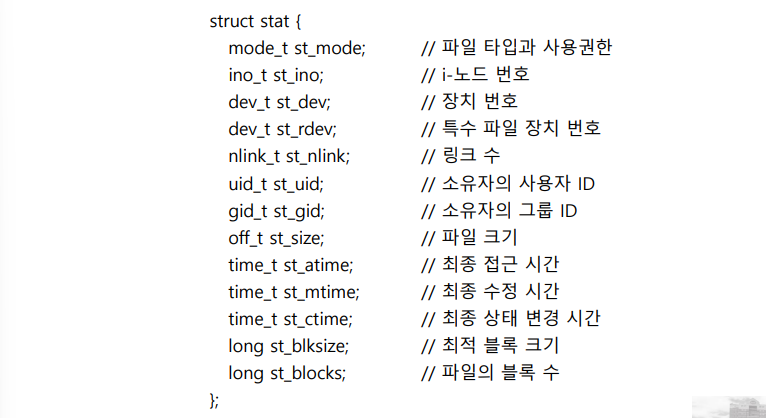 struct stat {
mode_t st_mode; // 파일 타입과 사용권한
ino_t st_ino; // i-노드 번호
dev_t st_dev; // 장치 번호
dev_t st_rdev; // 특수 파일 장치 번호
nlink_t st_nlink; // 링크 수
uid_t st_uid; // 소유자의 사용자 ID
gid_t st_gid; // 소유자의 그룹 ID
off_t st_size; // 파일 크기
time_t st_atime; // 최종 접근 시간
time_t st_mtime; // 최종 수정 시간
time_t st_ctime; // 최종 상태 변경 시간
long st_blksize; // 최적 블록 크기
long st_blocks; // 파일의 블록 수
};